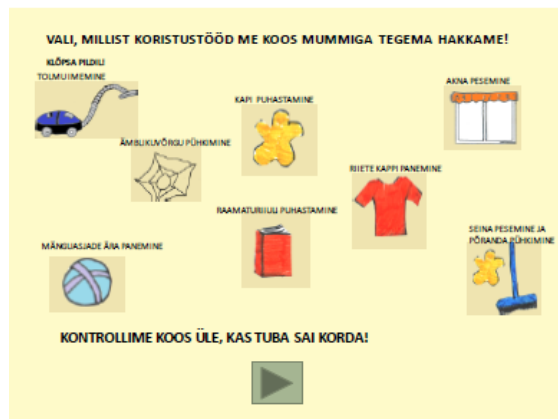 VALI, MILLIST KORISTUSTÖÖD ME KOOS MUMMIGA TEGEMA HAKKAME!
KLÕPSA PILDIL!
TOLMUIMEMINE
KAPI PUHASTAMINE
AKNA PESEMINE
ÄMBLIKUVÕRGU PÜHKIMINE
RIIETE KAPPI PANEMINE
RAAMATURIIULI PUHASTAMINE
SEINA PESEMINE JA
PÕRANDA PÜHKIMINE
MÄNGUASJADE ÄRA PANEMINE
KONTROLLIME KOOS ÜLE, KAS TUBA SAI KORDA!